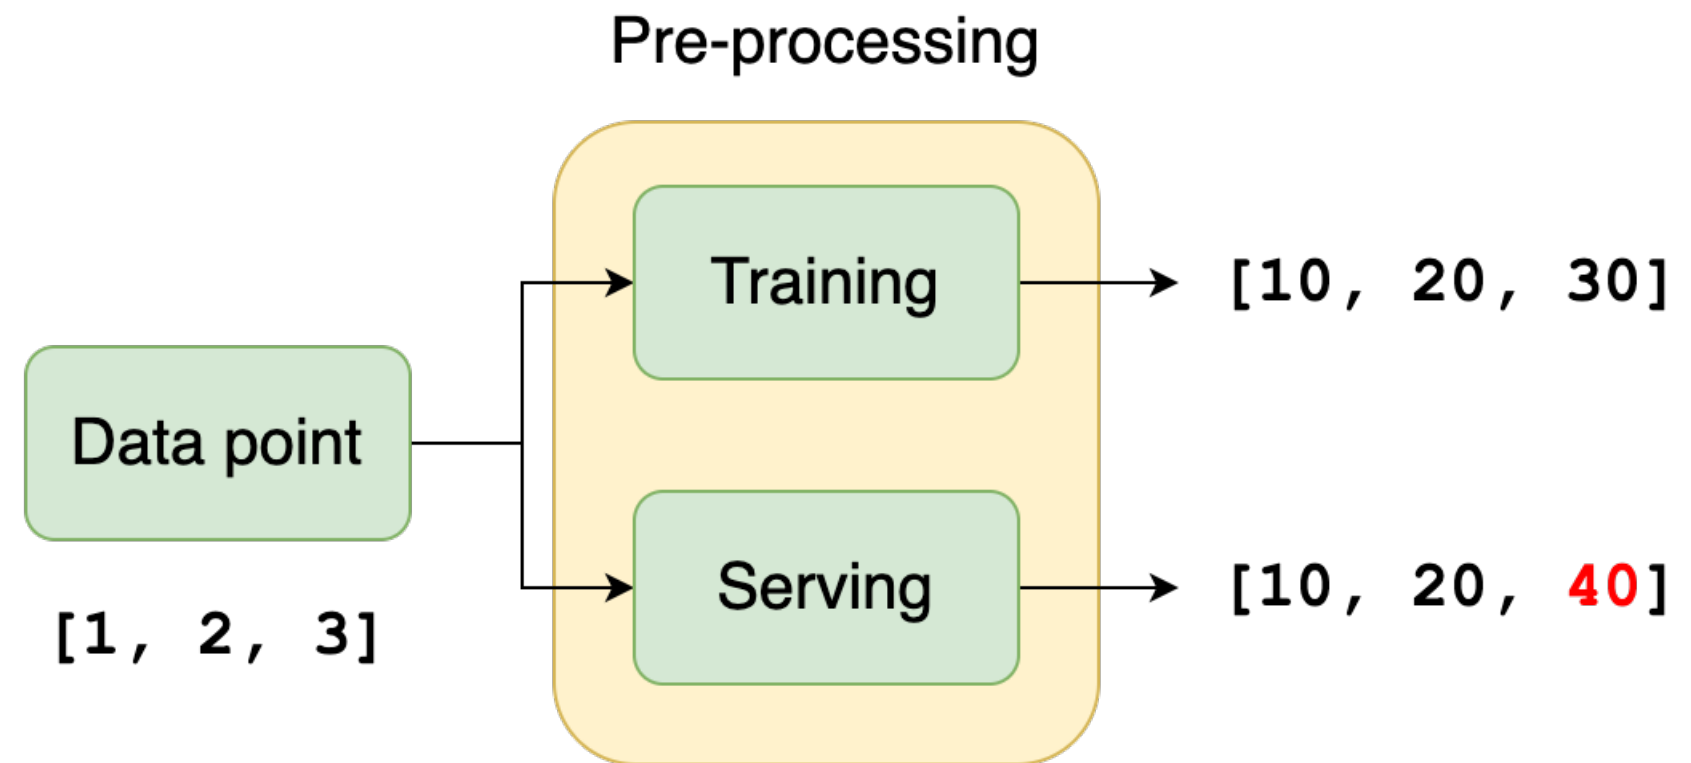 Pre-processing
Training
[10, 20, 30]
Data point
[1, 2, 3]
Serving
[10, 20, 40]